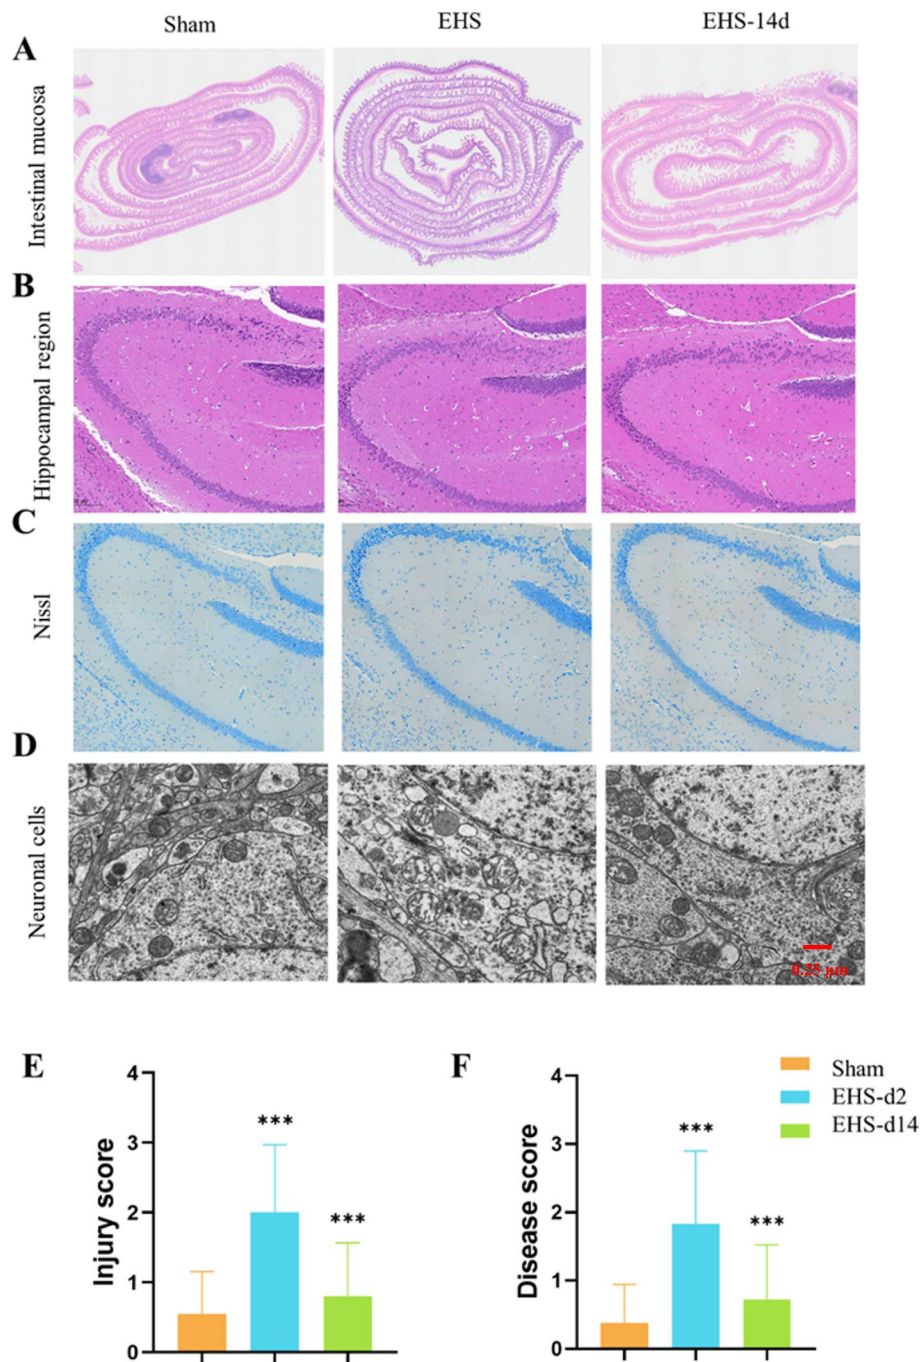 Sham EHS EHS-14d
A
Intestinal mucosa
B
Hippocampal region
C
Nissl
D
Neuronal cells
0.25 μm
E
Injury score
4
3
2
1
0
***
***
F
Disease score
4
3
2
1
0
***
***
Sham
EHS-d2
EHS-d14